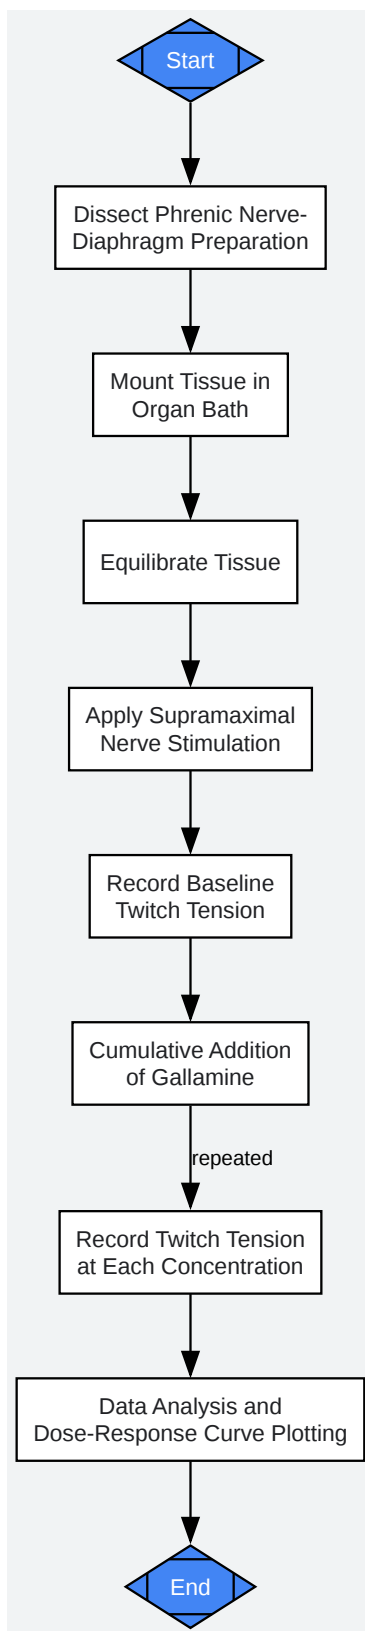 Start
Dissect Phrenic Nerve-
Diaphragm Preparation
Mount Tissue in
Organ Bath
Equilibrate Tissue
Apply Supramaximal
Nerve Stimulation
Record Baseline
Twitch Tension
Cumulative Addition
of Gallamine
repeated
Record Twitch Tension
at Each Concentration
Data Analysis and
Dose-Response Curve Plotting
End